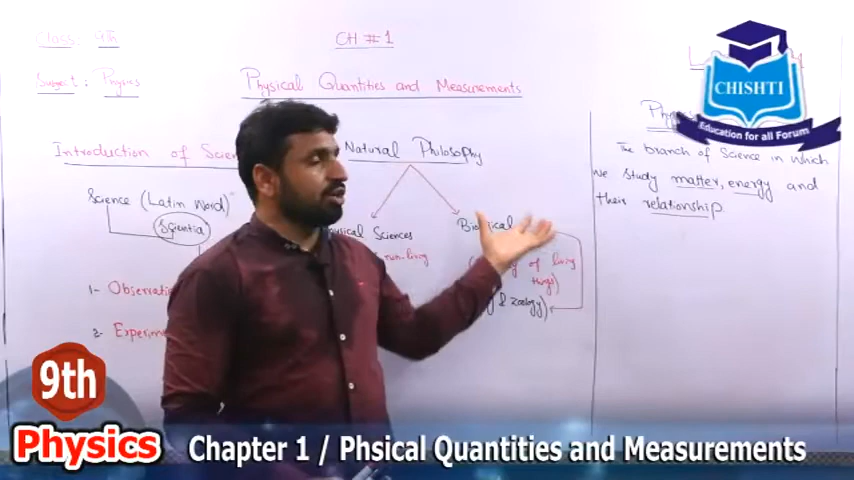 Class: 9th
CH # 1
Subject: Physics
Physical Quantities and Measurements
CHISHTI
Education for All Forum
Introduction of
Natural Philosophy
The branch of Science in which
we study matter, energy and
their relationship.
Science (Latin Word)
Scientia
Sciences
non-living
of living
things)
& zoology)
1-
2-
9th
Physics
Chapter 1 / Phsical Quantities and Measurements